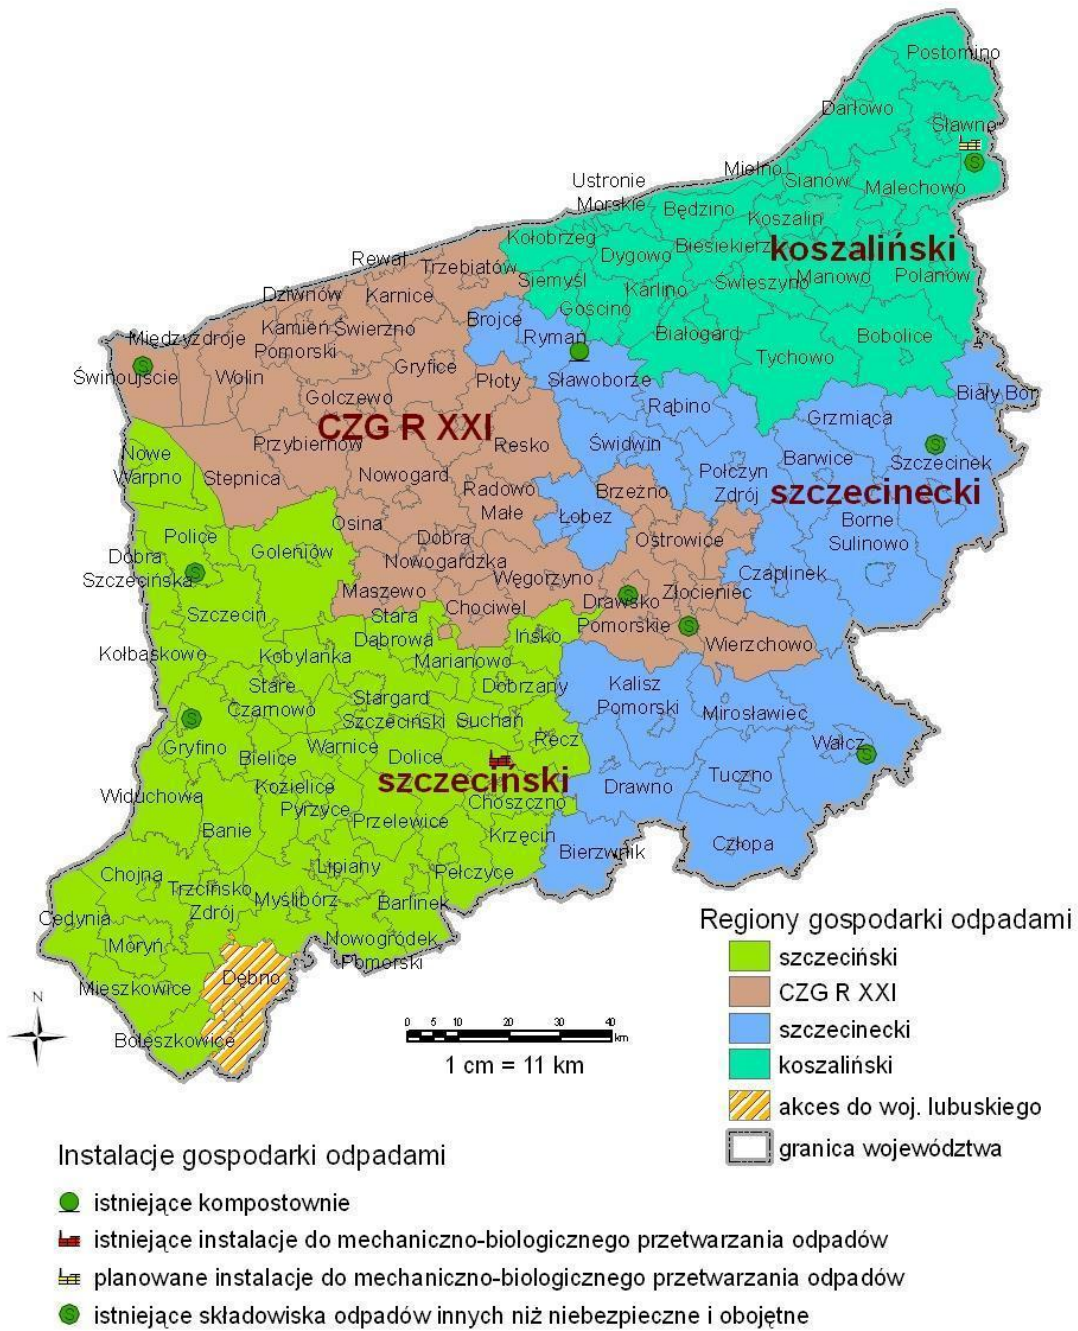 Postomino
Darłowo
Sławno
Mielno
Sianów
Malechowo
Ustronie
Morskie
Będzino
Koszalin
Kołobrzeg
Dygowo
Biesiekierz
koszaliński
Rewal
Trzebiatów
Siemyśl
Karlino
Świeszyno
Manowo
Polanów
Dziwnów
Karnice
Gościno
Brojce
Rymań
Białogard
Bobolice
Międzyzdroje
Kamień
Pomorski
Świerzno
Tychowo
Świnoujście
Wolin
Gryfice
Płoty
Sławoborze
Rąbino
Grzmiąca
Biały Bór
Golczewo
CZG R XXI
Przybiernów
Resko
Świdwin
Barwice
Szczecinek
Nowe
Warpno
Stepnica
Nowogard
Radowo
Małe
Brzeżno
Połczyn
Zdrój
szczecinecki
Łobez
Borne
Sulinowo
Police
Goleniów
Osina
Dobra
Nowogardzka
Ostrowice
Dobra
Szczecińska
Węgorzyno
Czaplinek
Maszewo
Chociwel
Drawsko
Pomorskie
Złocieniec
Szczecin
Stara
Dąbrowa
Ińsko
Wierzchowo
Kołbaskowo
Kobylanka
Marianowo
Stare
Czarnowo
Stargard
Szczeciński
Dobrzany
Suchań
Kalisz
Pomorski
Mirosławiec
Gryfino
Bielice
Warnice
Dolice
Recz
Wałcz
szczeciński
Widuchowa
Kozielice
Pyrzyce
Choszczno
Drawno
Tuczno
Banie
Przelewice
Krzęcin
Bierzwnik
Człopa
Chojna
Trzcińsko
Zdrój
Lipiany
Myślibórz
Pełczyce
Barlinek
Cedynia
Moryń
Nowogródek
Pomorski
Mieszkowice
Dębno
Boleszkowice
N
0 5 10 20 30 40
km
1 cm = 11 km
Regiony gospodarki odpadami
szczeciński
CZG R XXI
szczecinecki
koszaliński
akces do woj. lubuskiego
granica województwa
Instalacje gospodarki odpadami
istniejące kompostownie
istniejące instalacje do mechaniczno-biologicznego przetwarzania odpadów
planowane instalacje do mechaniczno-biologicznego przetwarzania odpadów
S istniejące składowiska odpadów innych niż niebezpieczne i obojętne